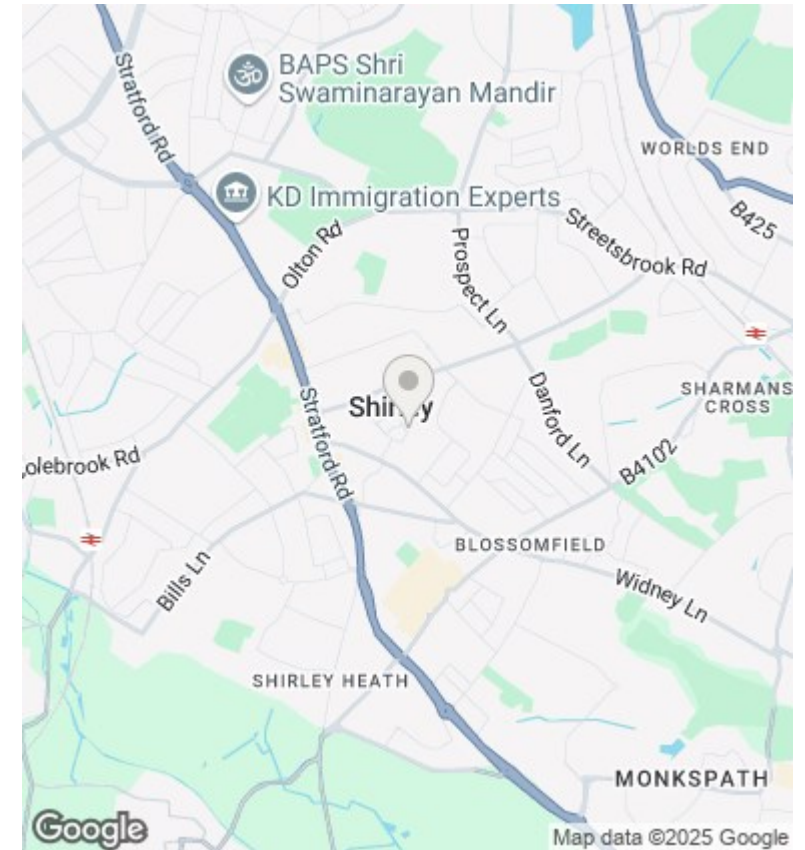 Stratford Rd
BAPS Shri
Swaminarayan Mandir
WORLDS END
KD Immigration Experts
B425
Olton Rd
Prospect Ln
Streetsbrook Rd
Shirley
Danford Ln
SHARMANS
CROSS
Stratford Rd
olebrook Rd
B4102
BLOSSOMFIELD
Bills Ln
Widney Ln
SHIRLEY HEATH
MONKSPATH
Google
Map data ©2025 Google